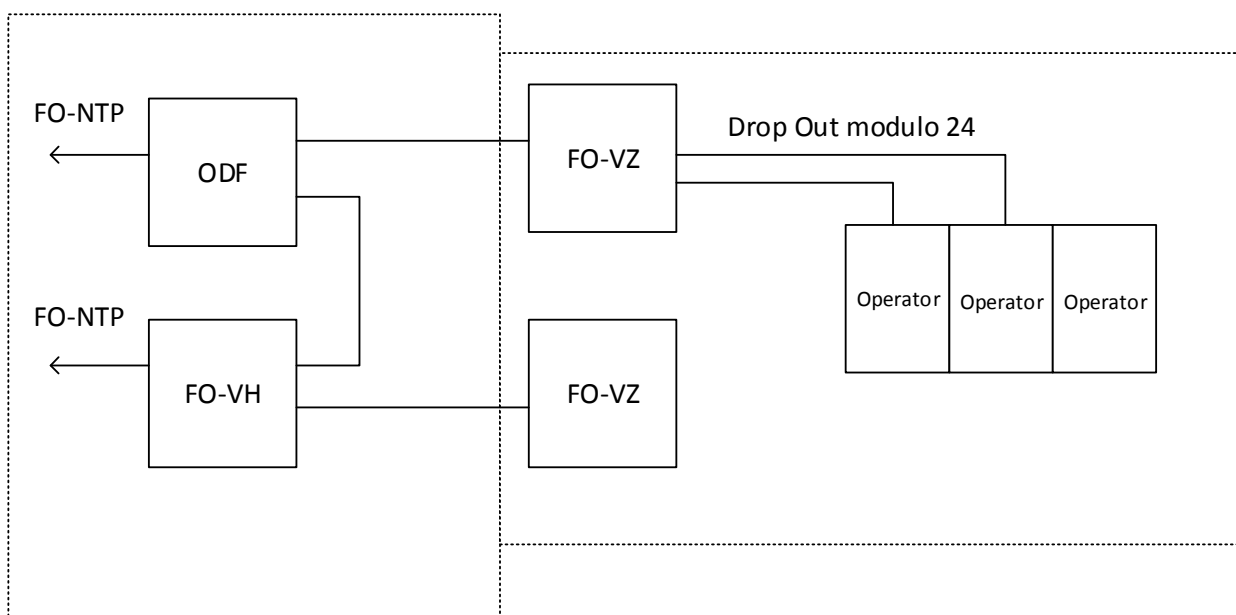 FO-NTP
ODF
FO-VZ
Drop Out modulo 24
Operator
Operator
Operator
FO-NTP
FO-VH
FO-VZ